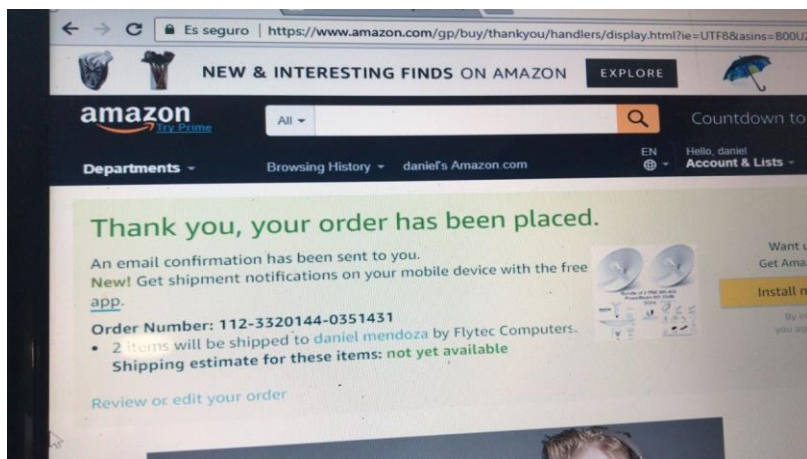 Es seguro | https://www.amazon.com/gp/buy/thankyou/handlers/display.html?ie=UTF8&asins=B00U
NEW & INTERESTING FINDS ON AMAZON EXPLORE
amazon
Try Prime
All
Countdown to
Departments
Browsing History
daniel's Amazon.com
EN
Hello, daniel
Account & Lists
Thank you, your order has been placed.
An email confirmation has been sent to you.
New! Get shipment notifications on your mobile device with the free
app.
Order Number: 112-3320144-0351431
• 2 items will be shipped to daniel mendoza by Flytec Computers.
Shipping estimate for these items: not yet available
Review or edit your order
Want
Get Ama
Install
By
you